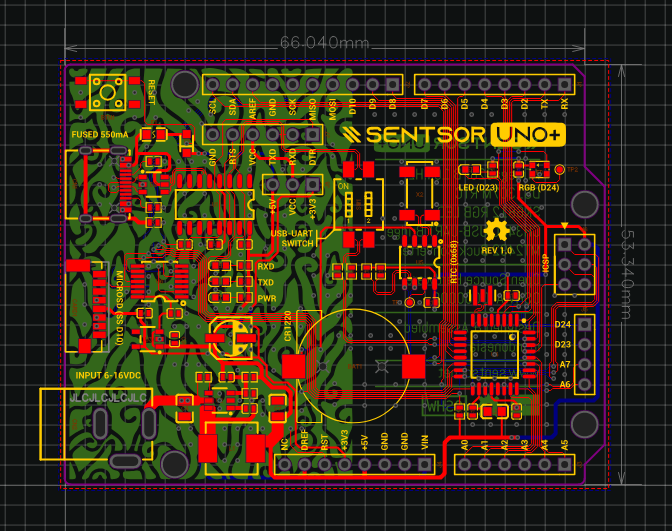 66.040mm
RESET
SCL
SDA
AREF
GND
SCK
MISO
MOSI
D10
D9
D8
D7
D6
D5
D4
D3
D2
TX
RX
FUSED 550mA
SENTSOR UNO+
GND
RTS
VCC
TXD
RXD
DTR
ON
+5V
VCC
+3V3
LED (D23)
RGB (D24)
TP2
USB-UART
SWITCH
REV 1.0
ICSP
RTC (0x68)
53.340mm
RXD
TXD
PWR
MICROSD (SS D10)
CR1220
D24
D23
A7
A6
INPUT 6-16VDC
JLCJLCJLCJLC
NC
IOREF
RST
+3V3
+5V
GND
GND
VIN
A0
A1
A2
A3
A4
A5